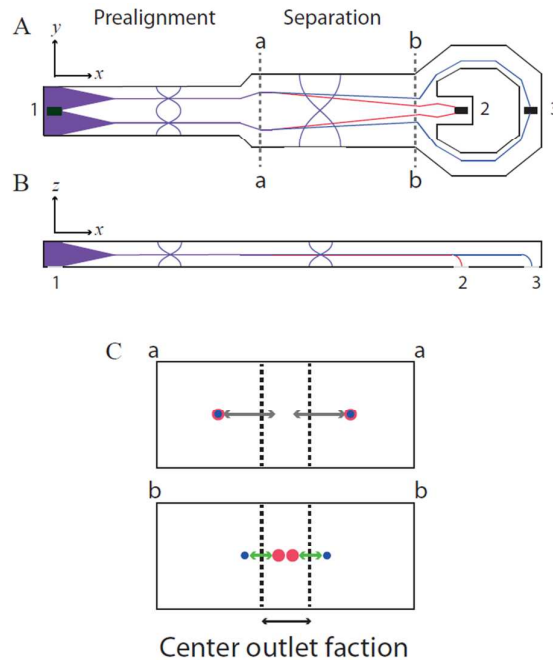 Prealignment Separation
A y a b
x
1 2 3
a b
B z
x
1 2 3
C a a
b b
Center outlet faction